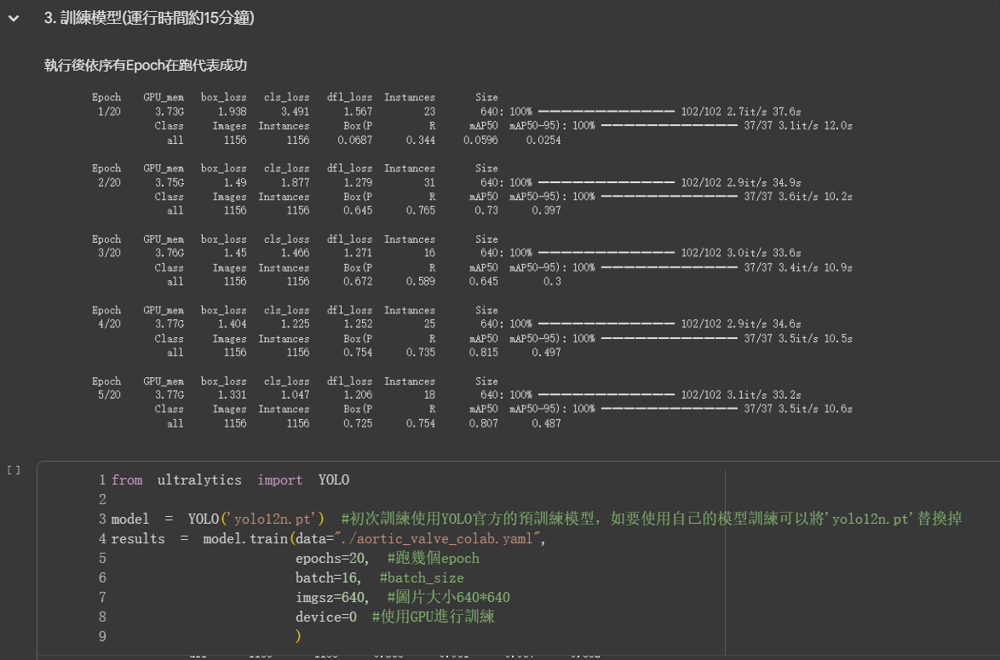 3. 訓練模型(運行時間約15分鐘)
執行後依序有Epoch在跑代表成功
Epoch GPU_mem box_loss cls_loss dfl_loss Instances Size
1/20 3.73G 1.938 3.491 1.567 23 640: 100% ━━━━━━━━━━━━ 102/102 2.7it/s 37.6s
Class Images Instances Box(P R mAP50 mAP50-95): 100% ━━━━━━━━━━━━ 37/37 3.1it/s 12.0s
all 1156 1156 0.0687 0.344 0.0596 0.0254
Epoch GPU_mem box_loss cls_loss dfl_loss Instances Size
2/20 3.75G 1.49 1.877 1.279 31 640: 100% ━━━━━━━━━━━━ 102/102 2.9it/s 34.9s
Class Images Instances Box(P R mAP50 mAP50-95): 100% ━━━━━━━━━━━━ 37/37 3.6it/s 10.2s
all 1156 1156 0.645 0.765 0.73 0.397
Epoch GPU_mem box_loss cls_loss dfl_loss Instances Size
3/20 3.76G 1.45 1.466 1.271 16 640: 100% ━━━━━━━━━━━━ 102/102 3.0it/s 33.6s
Class Images Instances Box(P R mAP50 mAP50-95): 100% ━━━━━━━━━━━━ 37/37 3.4it/s 10.9s
all 1156 1156 0.672 0.589 0.645 0.3
Epoch GPU_mem box_loss cls_loss dfl_loss Instances Size
4/20 3.77G 1.404 1.225 1.252 25 640: 100% ━━━━━━━━━━━━ 102/102 2.9it/s 34.6s
Class Images Instances Box(P R mAP50 mAP50-95): 100% ━━━━━━━━━━━━ 37/37 3.5it/s 10.5s
all 1156 1156 0.754 0.735 0.815 0.497
Epoch GPU_mem box_loss cls_loss dfl_loss Instances Size
5/20 3.77G 1.331 1.047 1.206 18 640: 100% ━━━━━━━━━━━━ 102/102 3.1it/s 33.2s
Class Images Instances Box(P R mAP50 mAP50-95): 100% ━━━━━━━━━━━━ 37/37 3.5it/s 10.6s
all 1156 1156 0.725 0.754 0.807 0.487
[ ]
1 from ultralytics import YOLO
2
3 model = YOLO('yolo12n.pt') #初次訓練使用YOLO官方的預訓練模型, 如要使用自己的模型訓練可以將'yolo12n.pt'替換掉
4 results = model.train(data="./aortic_valve_colab.yaml",
5 epochs=20, #跑幾個epoch
6 batch=16, #batch_size
7 imgsz=640, #圖片大小640*640
8 device=0 #使用GPU進行訓練
9 )